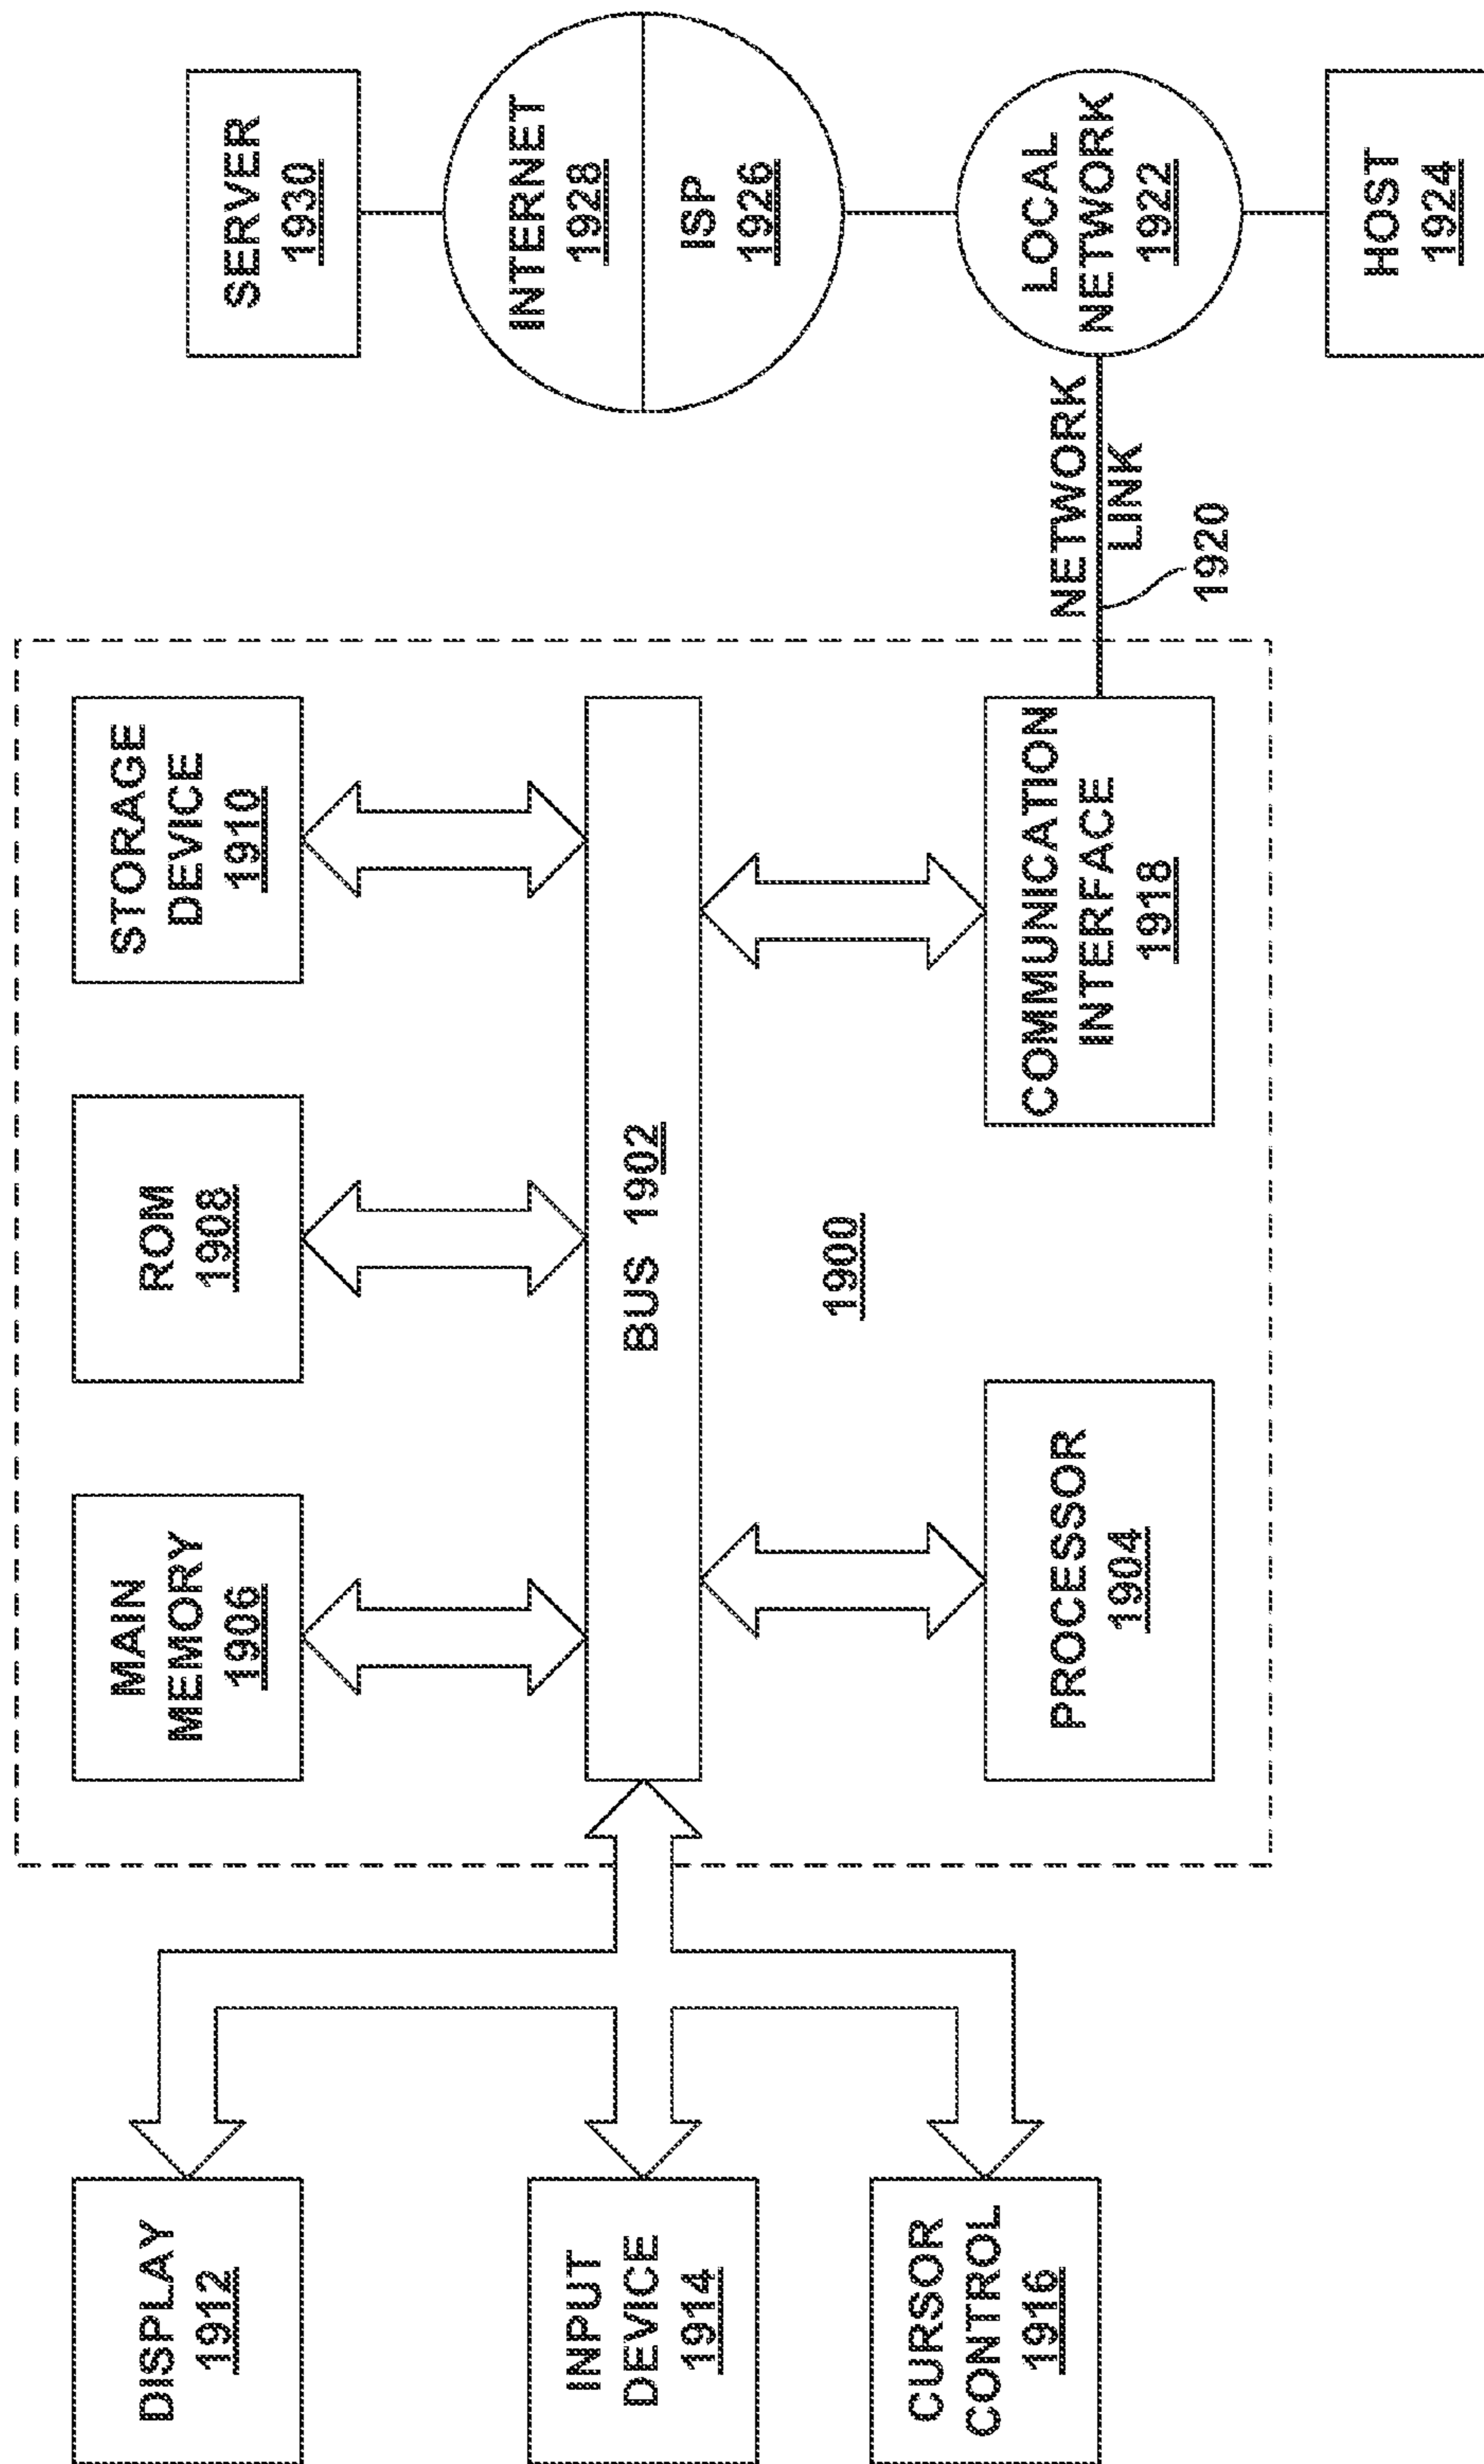 DISPLAY
1912
INPUT
DEVICE
1914
CURSOR
CONTROL
1916
MAIN
MEMORY
1906
ROM
1908
STORAGE
DEVICE
1910
BUS 1902
1900
PROCESSOR
1904
COMMUNICATION
INTERFACE
1918
NETWORK
LINK
1920
SERVER
1930
INTERNET
1928
ISP
1926
LOCAL
NETWORK
1922
HOST
1924